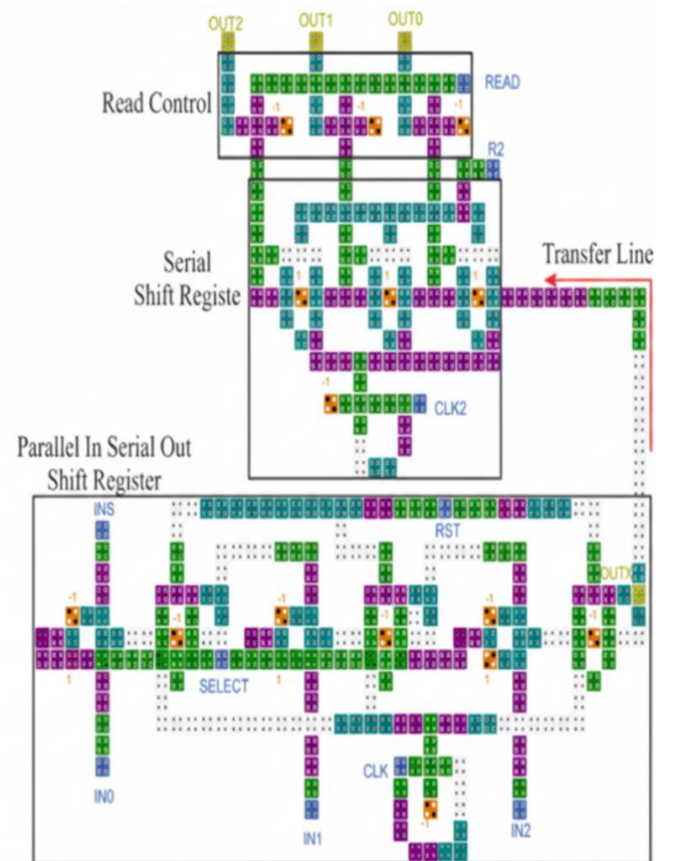 OUT2 OUT1 OUT0
READ
Read Control
-1 -1 -1
R2
Serial
Shift Registe
Transfer Line
1 1 1
-1
CLK2
Parallel In Serial Out
Shift Register
INS
RST
OUTX
-1 -1 -1
-1 -1 -1
SELECT
1 1 1
CLK
IN0
-1
IN1
IN2